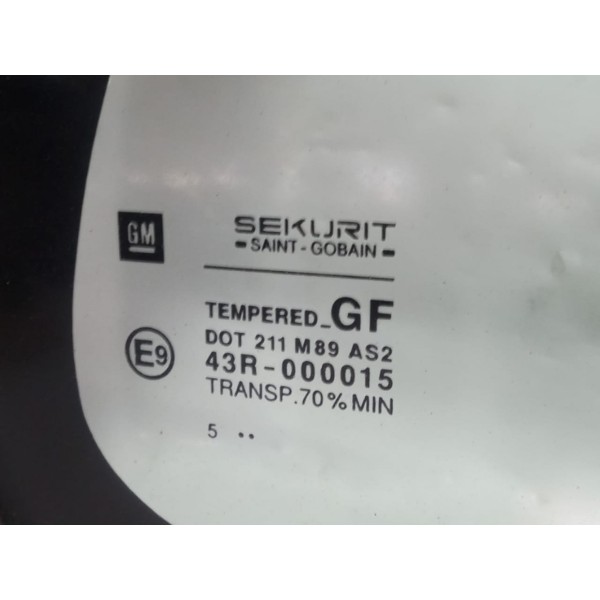 GM
SEKURIT
- SAINT - GOBAIN -
TEMPERED_GF
DOT 211 M89 AS2
E9
43R-000015
TRANSP.70%MIN
5 ..